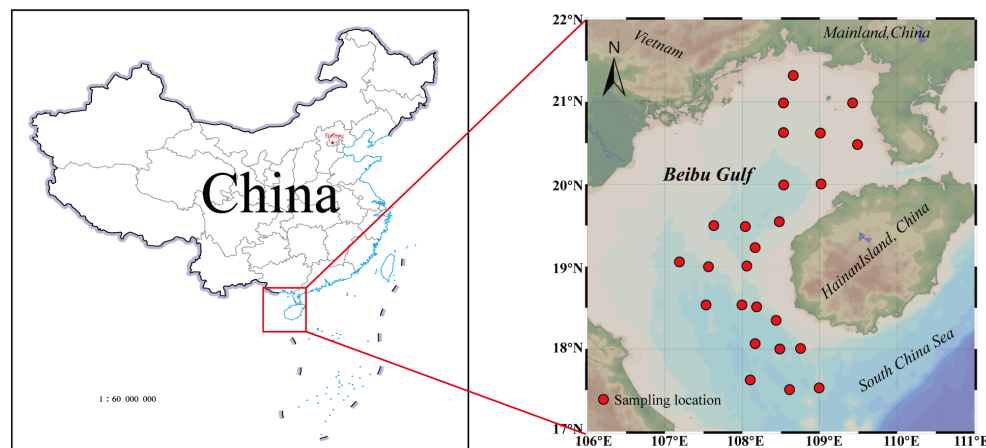 Beijing
China
1 : 60 000 000
22°N
21°N
20°N
19°N
18°N
17°N
106°E
107°E
108°E
109°E
110°E
111°E
N
Vietnam
Mainland,China
Beibu Gulf
HainanIsland, China
South China Sea
Sampling location